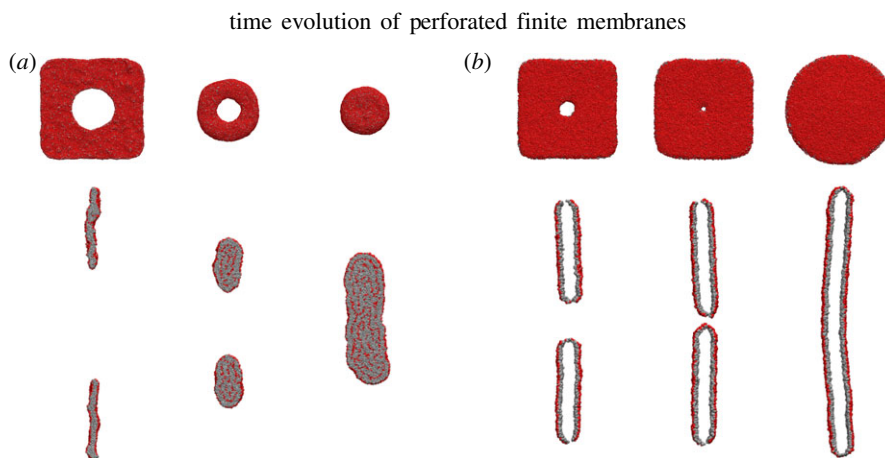 time evolution of perforated finite membranes
(a)
(b)